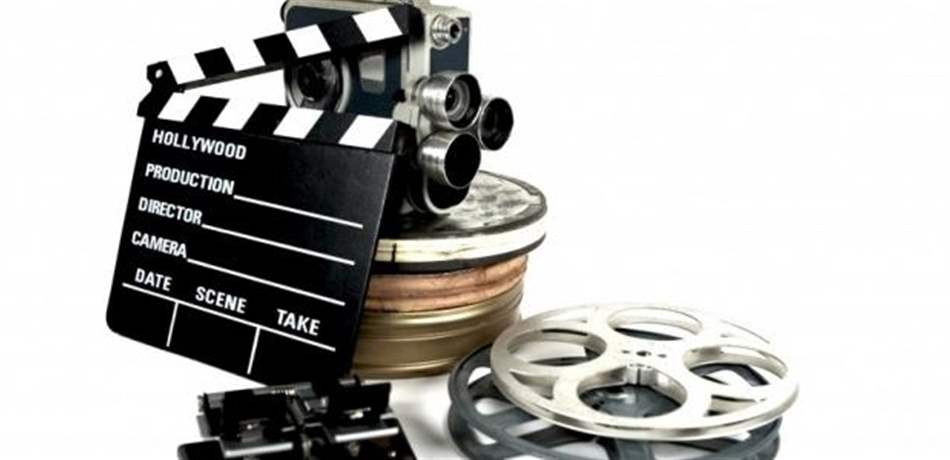 HOLLYWOOD
PRODUCTION
DIRECTOR
CAMERA
DATE SCENE TAKE